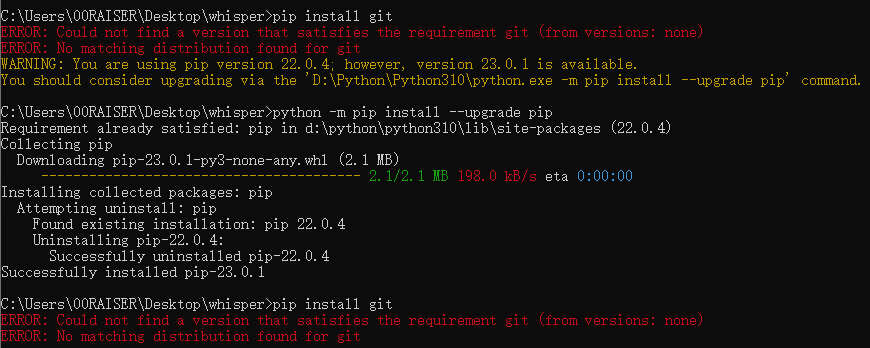 C:\Users\00RAISER\Desktop\whisper>pip install git
ERROR: Could not find a version that satisfies the requirement git (from versions: none)
ERROR: No matching distribution found for git
WARNING: You are using pip version 22.0.4; however, version 23.0.1 is available.
You should consider upgrading via the 'D:\Python\Python310\python.exe -m pip install --upgrade pip' command.
C:\Users\00RAISER\Desktop\whisper>python -m pip install --upgrade pip
Requirement already satisfied: pip in d:\python\python310\lib\site-packages (22.0.4)
Collecting pip
  Downloading pip-23.0.1-py3-none-any.whl (2.1 MB)
     ---------------------------------------- 2.1/2.1 MB 198.0 kB/s eta 0:00:00
Installing collected packages: pip
  Attempting uninstall: pip
    Found existing installation: pip 22.0.4
    Uninstalling pip-22.0.4:
      Successfully uninstalled pip-22.0.4
Successfully installed pip-23.0.1
C:\Users\00RAISER\Desktop\whisper>pip install git
ERROR: Could not find a version that satisfies the requirement git (from versions: none)
ERROR: No matching distribution found for git